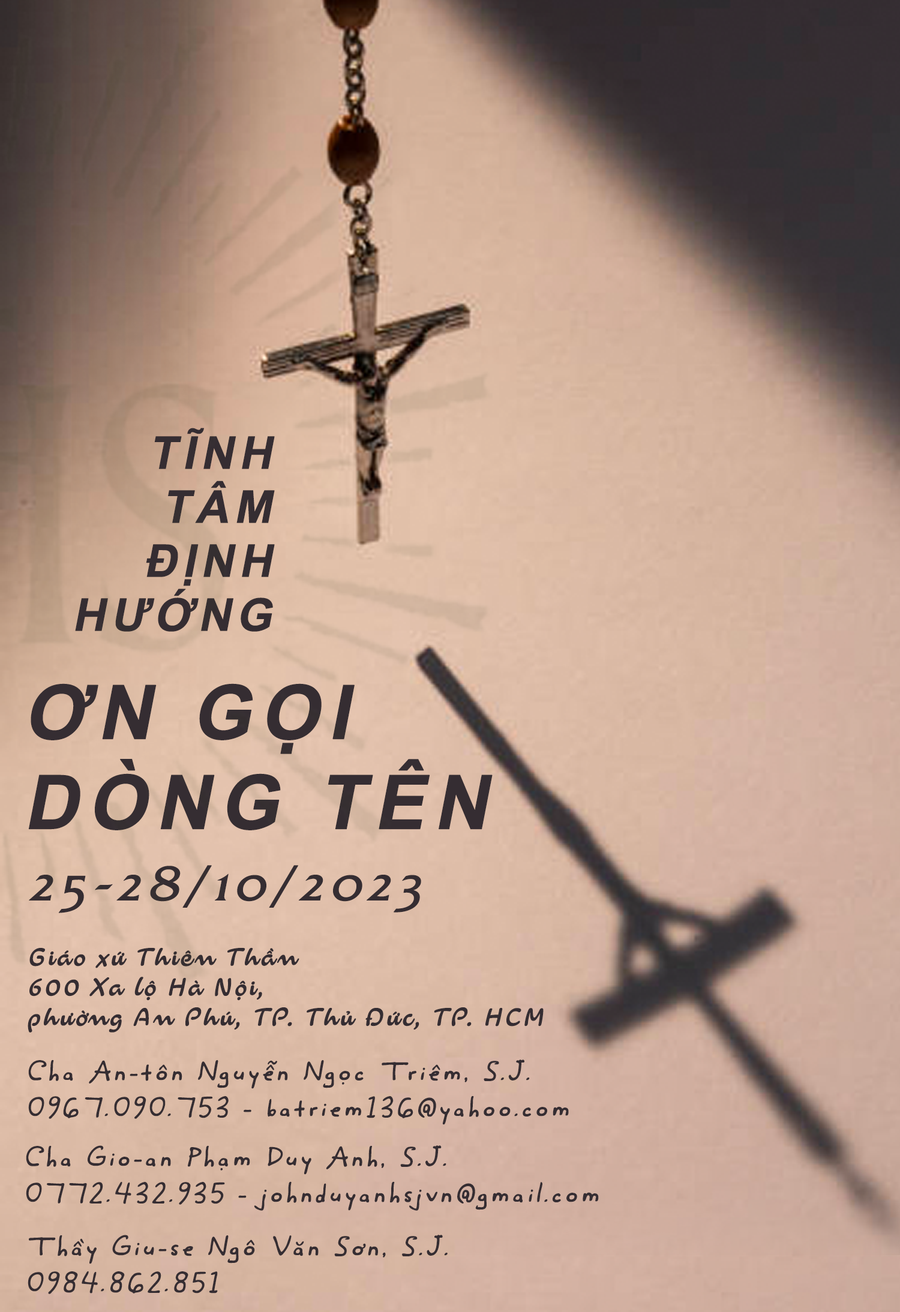 HS
TĨNH
TÂM
ĐỊNH
HƯỚNG
ƠN GỌI
DÒNG TÊN
25-28/10/2023
Giáo xứ Thiên Thần
600 Xa lộ Hà Nội,
phường An Phú, TP. Thủ Đức, TP. HCM
Cha An-tôn Nguyễn Ngọc Triêm, S.J.
0967.090.753 - batriem136@yahoo.com
Cha Gio-an Phạm Duy Anh, S.J.
0772.432.935 - johnduyanhsjvn@gmail.com
Thầy Giu-se Ngô Văn Sơn, S.J.
0984.862.851